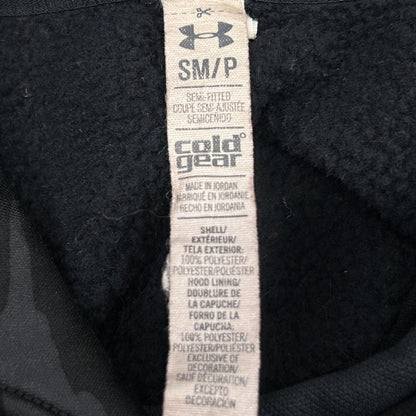 SM/P
SEMI-FITTED
COUPE SEMI-AJUSTÉE
SEMICEÑIDO
cold
gear
MADE IN JORDAN
FABRIQUÉ EN JORDANIE
HECHO EN JORDANIA
SHELL/
EXTÉRIEUR/
TELA EXTERIOR:
100% POLYESTER/
POLYESTER/POLIÉSTER
HOOD LINING/
DOUBLURE DE
LA CAPUCHE/
FORRO DE LA
CAPUCHA:
100% POLYESTER/
POLYESTER/POLIÉSTER
EXCLUSIVE OF
DECORATION/
SAUF DÉCORATION/
EXCEPTO
DECORACIÓN